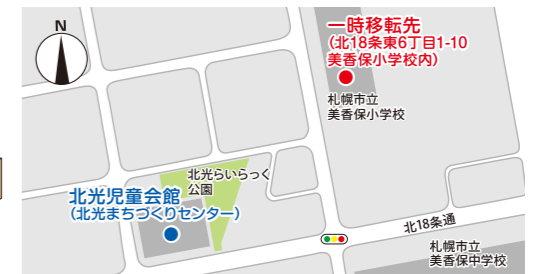 N
一時移転先
(北18条東6丁目1-10
美香保小学校内)
札幌市立
美香保小学校
北光らいらっく
公園
北光児童会館
(北光まちづくりセンター)
北18条通
札幌市立
美香保中学校